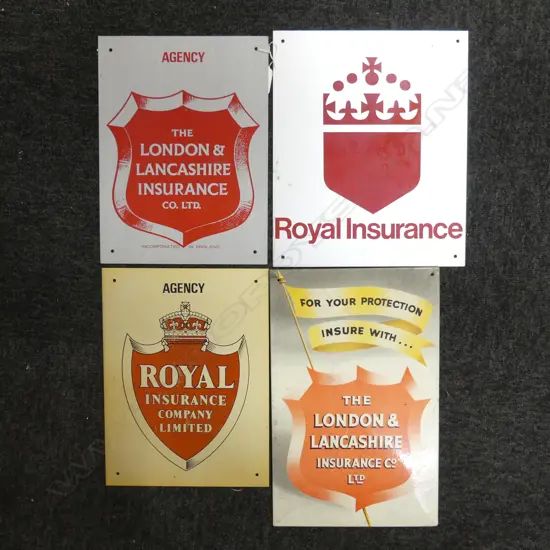 AGENCY
THE
LONDON &
LANCASHIRE
INSURANCE
CO. LTD.
Royal Insurance
AGENCY
ROYAL
INSURANCE
COMPANY
LIMITED
FOR YOUR PROTECTION
INSURE WITH...
THE
LONDON &
LANCASHIRE
INSURANCE CO
LTD